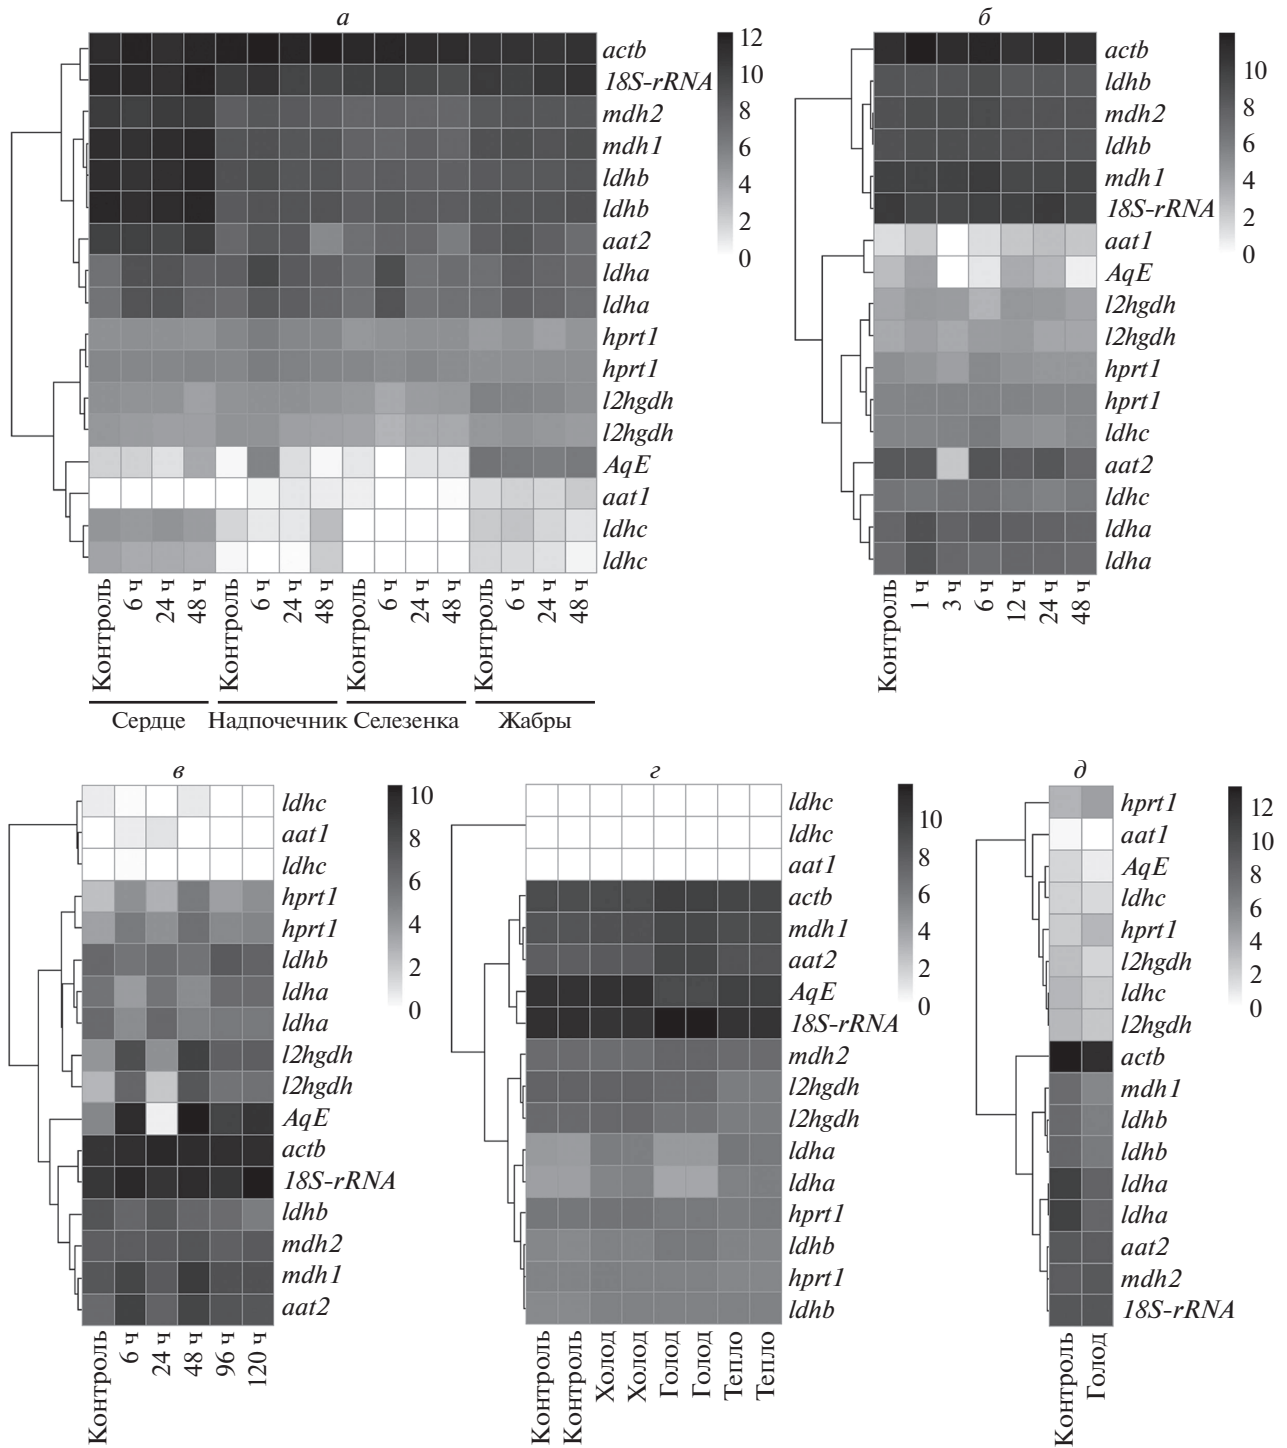 а
actb
18S-rRNA
mdh2
mdh1
ldhb
ldhb
aat2
ldha
ldha
hprt1
hprt1
l2hgdh
l2hgdh
AqE
aat1
ldhc
ldhc
12
10
8
6
4
2
0
Контроль
6 ч
24 ч
48 ч
Контроль
6 ч
24 ч
48 ч
Контроль
6 ч
24 ч
48 ч
Контроль
6 ч
24 ч
48 ч
Сердце
Надпочечник
Селезенка
Жабры
б
actb
ldhb
mdh2
ldhb
mdh1
18S-rRNA
aat1
AqE
l2hgdh
l2hgdh
hprt1
hprt1
ldhc
aat2
ldhc
ldha
ldha
10
8
6
4
2
0
Контроль
1 ч
3 ч
6 ч
12 ч
24 ч
48 ч
в
ldhc
aat1
ldhc
hprt1
hprt1
ldhb
ldha
ldha
l2hgdh
l2hgdh
AqE
actb
18S-rRNA
ldhb
mdh2
mdh1
aat2
10
8
6
4
2
0
Контроль
6 ч
24 ч
48 ч
96 ч
120 ч
г
ldhc
ldhc
aat1
actb
mdh1
aat2
AqE
18S-rRNA
mdh2
l2hgdh
l2hgdh
ldha
ldha
hprt1
ldhb
hprt1
ldhb
10
8
6
4
2
0
Контроль
Контроль
Холод
Холод
Голод
Голод
Тепло
Тепло
д
hprt1
aat1
AqE
ldhc
hprt1
l2hgdh
ldhc
l2hgdh
actb
mdh1
ldhb
ldhb
ldha
ldha
aat2
mdh2
18S-rRNA
12
10
8
6
4
2
0
Контроль
Голод